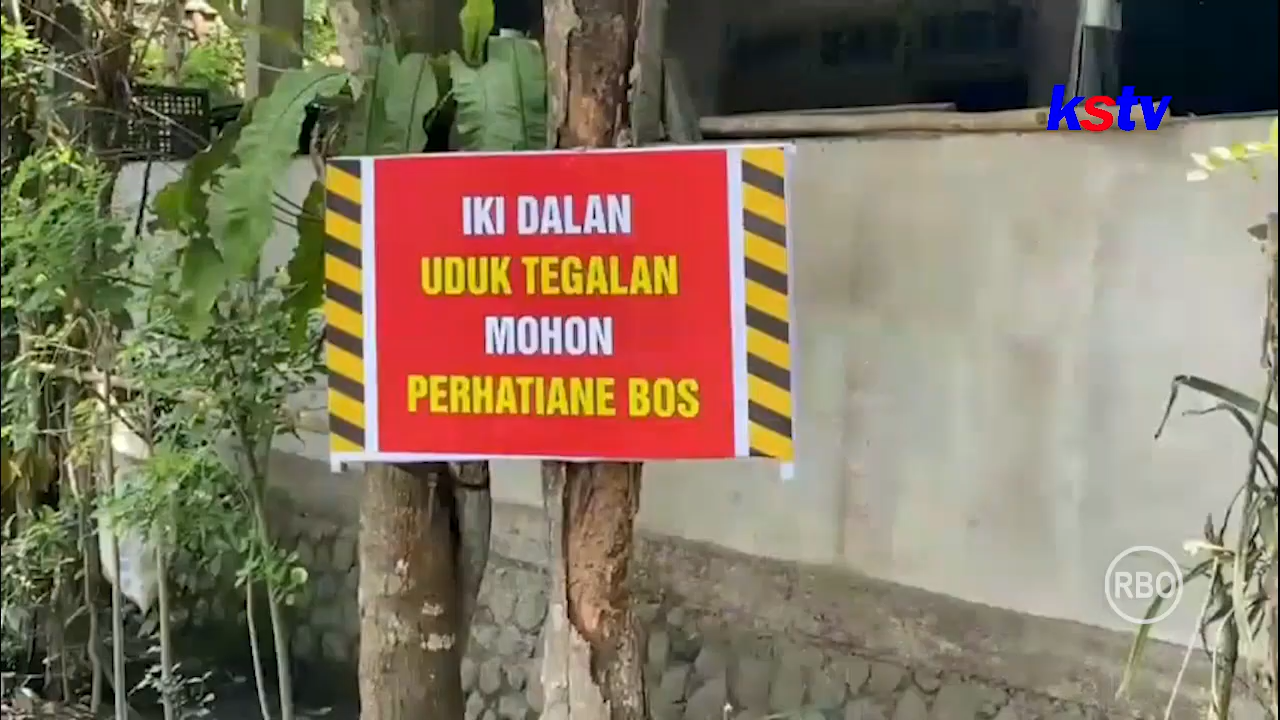 kstv
IKI DALAN
UDUK TEGALAN
MOHON
PERHATIANE BOS
RBO